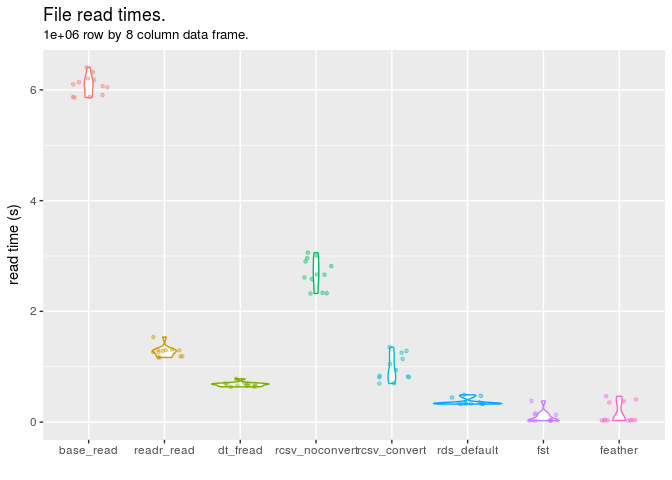 File read times.
1e+06 row by 8 column data frame.
read time (s)
6
4
2
0
base_read readr_read dt_fread rcsv_noconvert rcsv_convert rds_default fst feather